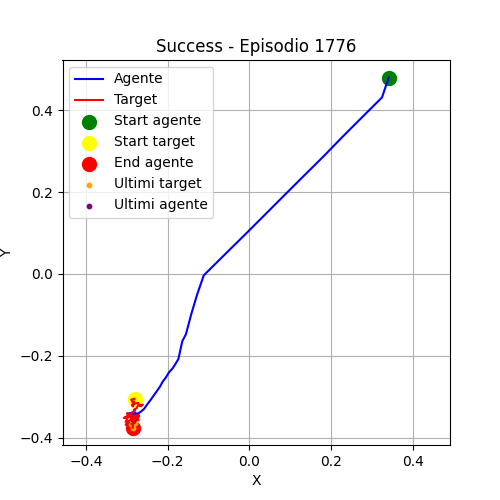 Success - Episodio 1776
Agente
Target
Start agente
Start target
End agente
Ultimi target
Ultimi agente
0.4
0.2
0.0
−0.2
−0.4
Y
−0.4
−0.2
0.0
0.2
0.4
X